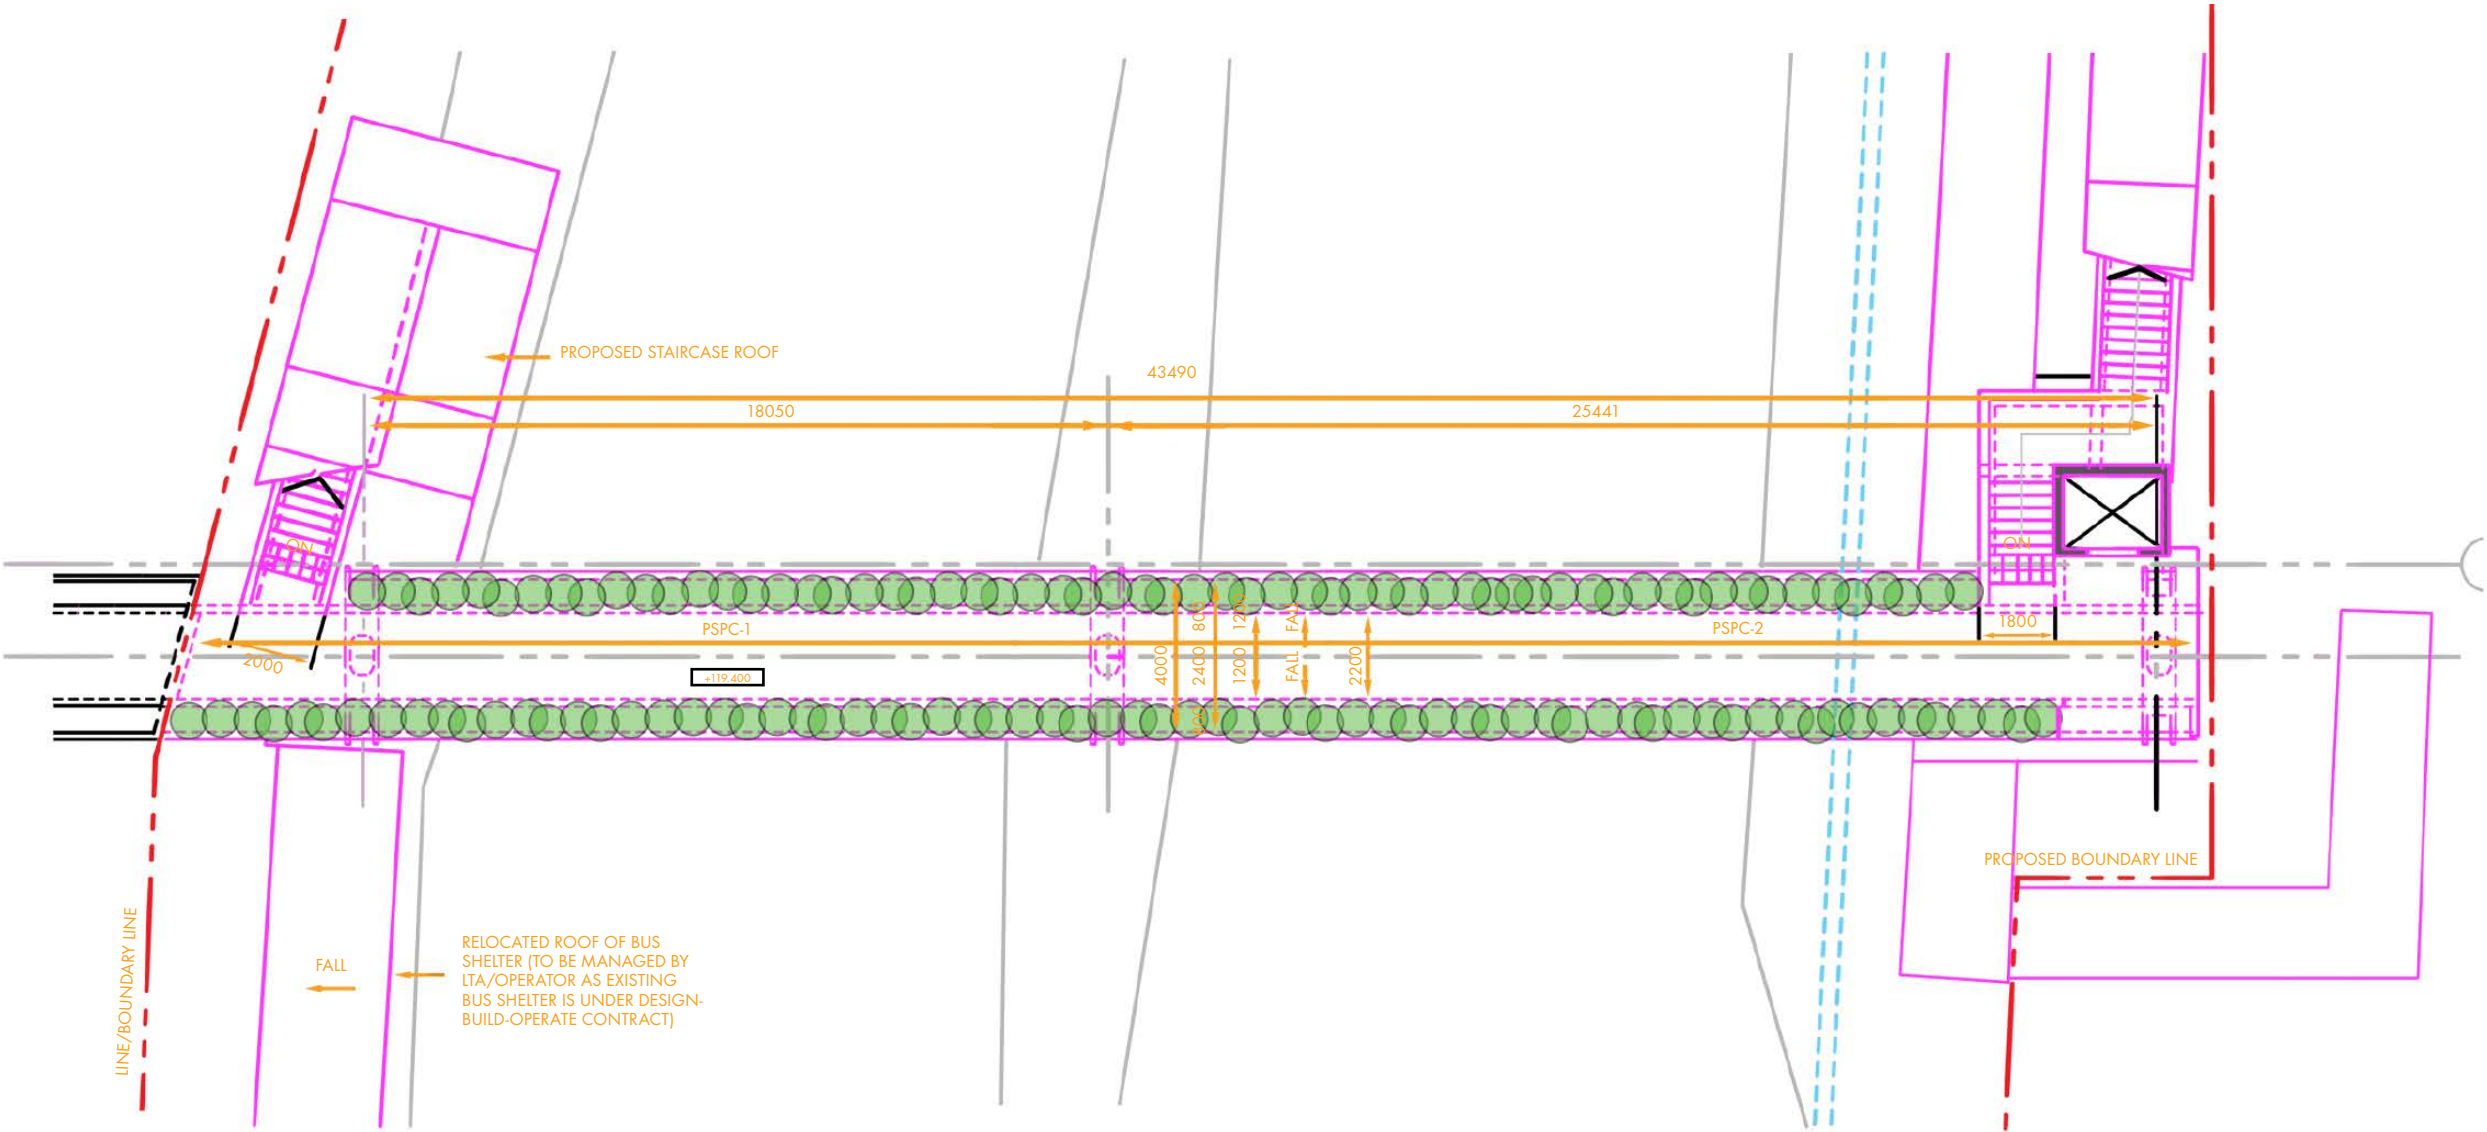 PROPOSED STAIRCASE ROOF
43490
18050
25441
ON
ON
PSPC-1
PSPC-2
1800
2000
+119.400
4000
800
2400
800
1200
1200
FALL
FALL
2200
PROPOSED BOUNDARY LINE
LINE/BOUNDARY LINE
FALL
RELOCATED ROOF OF BUS
SHELTER (TO BE MANAGED BY
LTA/OPERATOR AS EXISTING
BUS SHELTER IS UNDER DESIGN-
BUILD-OPERATE CONTRACT)